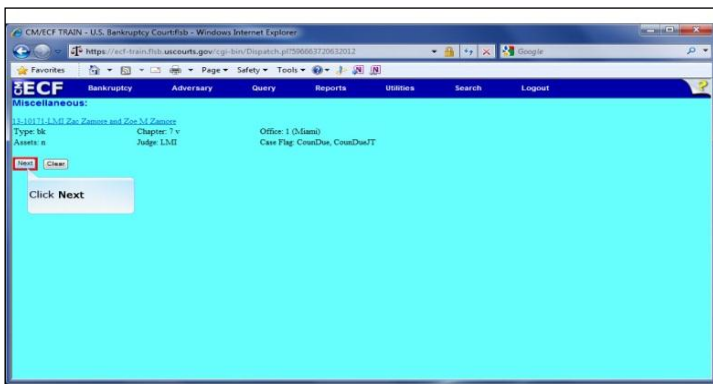 CM/ECF TRAIN - U.S. Bankruptcy Court:flsb - Windows Internet Explorer
https://ecf-train.flsb.uscourts.gov/cgi-bin/Dispatch.pl?596663720632012
Google
Favorites Page Safety Tools
ECF Bankruptcy Adversary Query Reports Utilities Search Logout ?
Miscellaneous:
13-10171-LMI Zac Zamore and Zoe M Zamore
Type: bk Chapter: 7 v Office: 1 (Miami)
Assets: n Judge: LMI Case Flag: CounDue, CounDueJT
Next Clear
Click Next